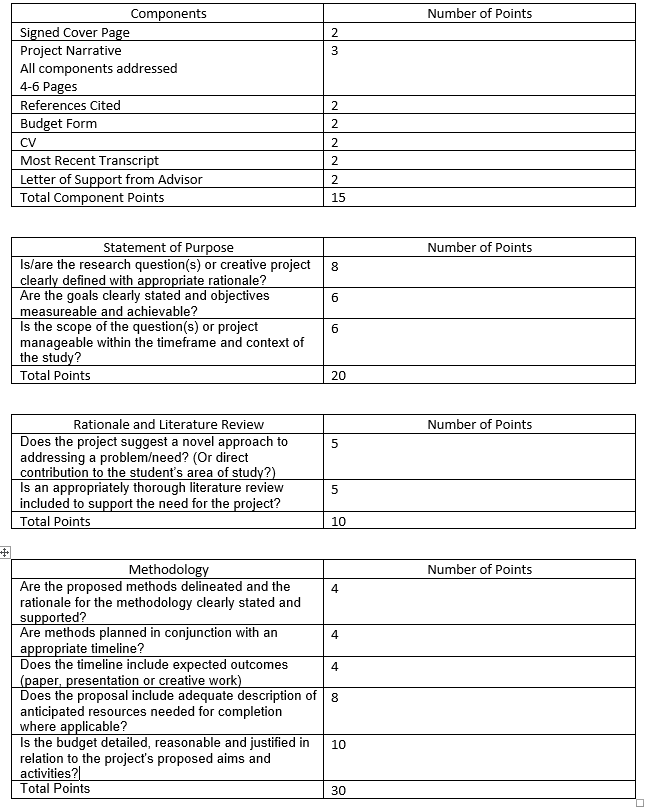 Components Number of Points
Signed Cover Page 2
Project Narrative 3
All components addressed
4-6 Pages
References Cited 2
Budget Form 2
CV 2
Most Recent Transcript 2
Letter of Support from Advisor 2
Total Component Points 15
Statement of Purpose Number of Points
Is/are the research question(s) or creative project 8
clearly defined with appropriate rationale?
Are the goals clearly stated and objectives 6
measureable and achievable?
Is the scope of the question(s) or project 6
manageable within the timeframe and context of
the study?
Total Points 20
Rationale and Literature Review Number of Points
Does the project suggest a novel approach to 5
addressing a problem/need? (Or direct
contribution to the student's area of study?)
Is an appropriately thorough literature review 5
included to support the need for the project?
Total Points 10
Methodology Number of Points
Are the proposed methods delineated and the 4
rationale for the methodology clearly stated and
supported?
Are methods planned in conjunction with an 4
appropriate timeline?
Does the timeline include expected outcomes 4
(paper, presentation or creative work)
Does the proposal include adequate description of 8
anticipated resources needed for completion
where applicable?
Is the budget detailed, reasonable and justified in 10
relation to the project's proposed aims and
activities?
Total Points 30